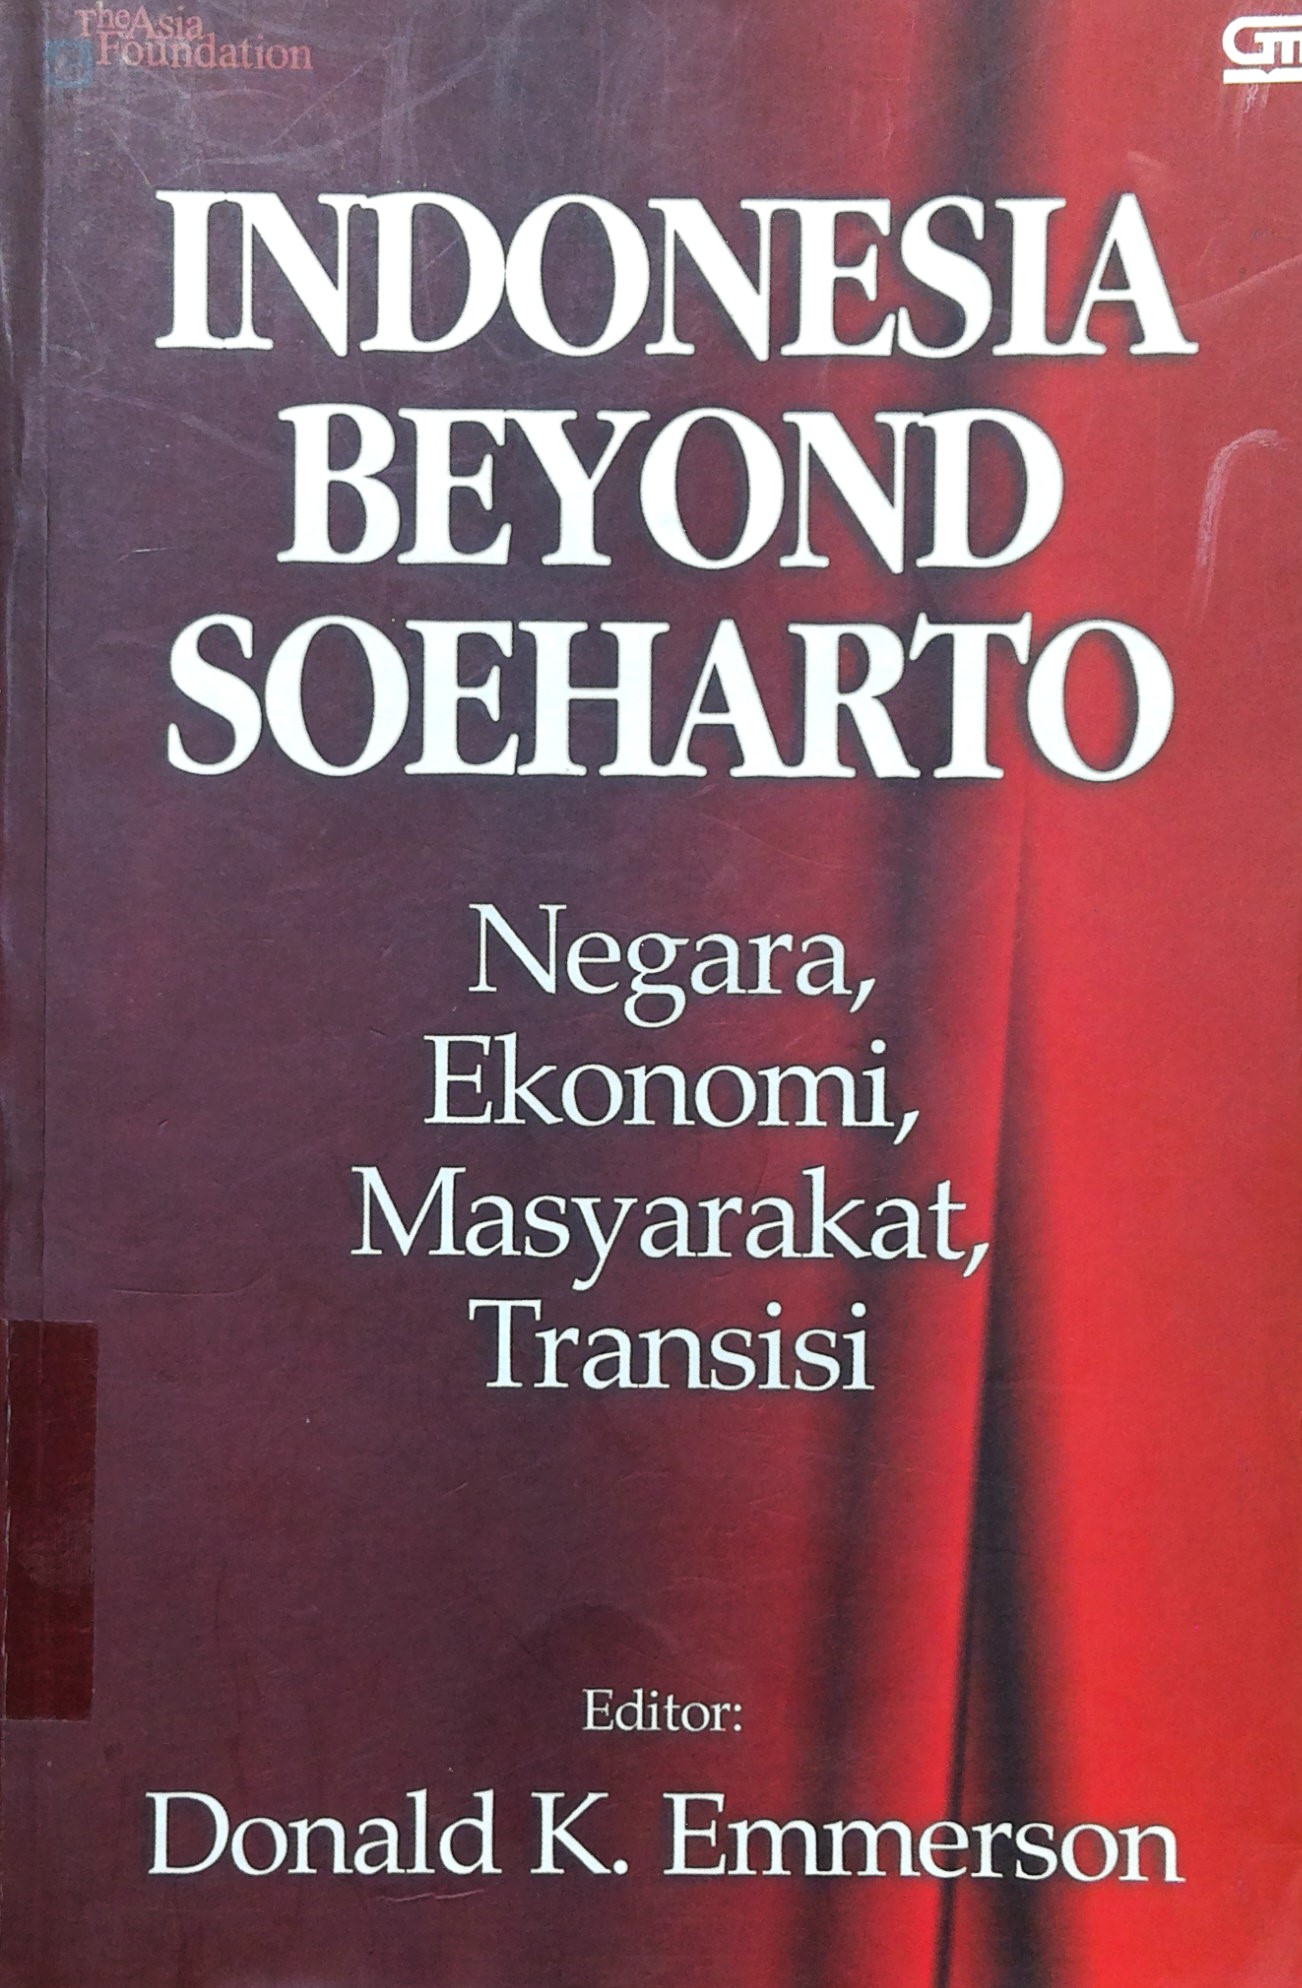 The Asia
Foundation
INDONESIA
BEYOND
SOEHARTO
Negara,
Ekonomi,
Masyarakat,
Transisi
Editor:
Donald K. Emmerson